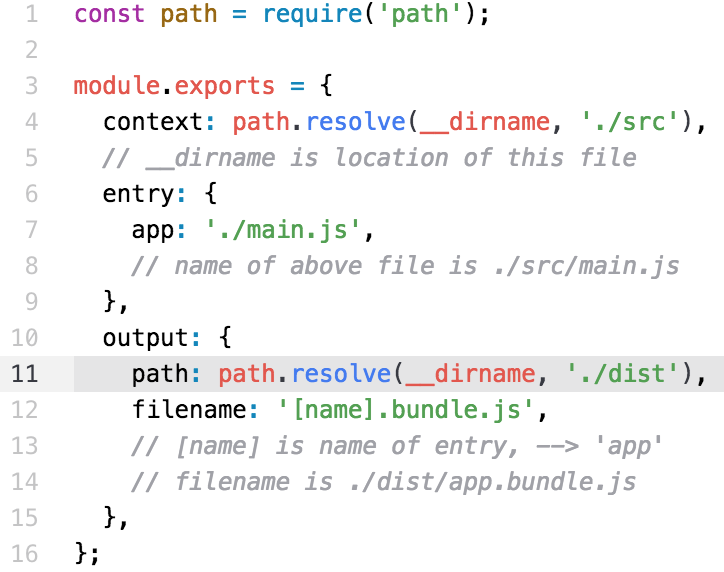 1 const path = require('path');
2
3 module.exports = {
4 context: path.resolve(__dirname, './src'),
5 // __dirname is location of this file
6 entry: {
7 app: './main.js',
8 // name of above file is ./src/main.js
9 },
10 output: {
11 path: path.resolve(__dirname, './dist'),
12 filename: '[name].bundle.js',
13 // [name] is name of entry, --> 'app'
14 // filename is ./dist/app.bundle.js
15 },
16 };